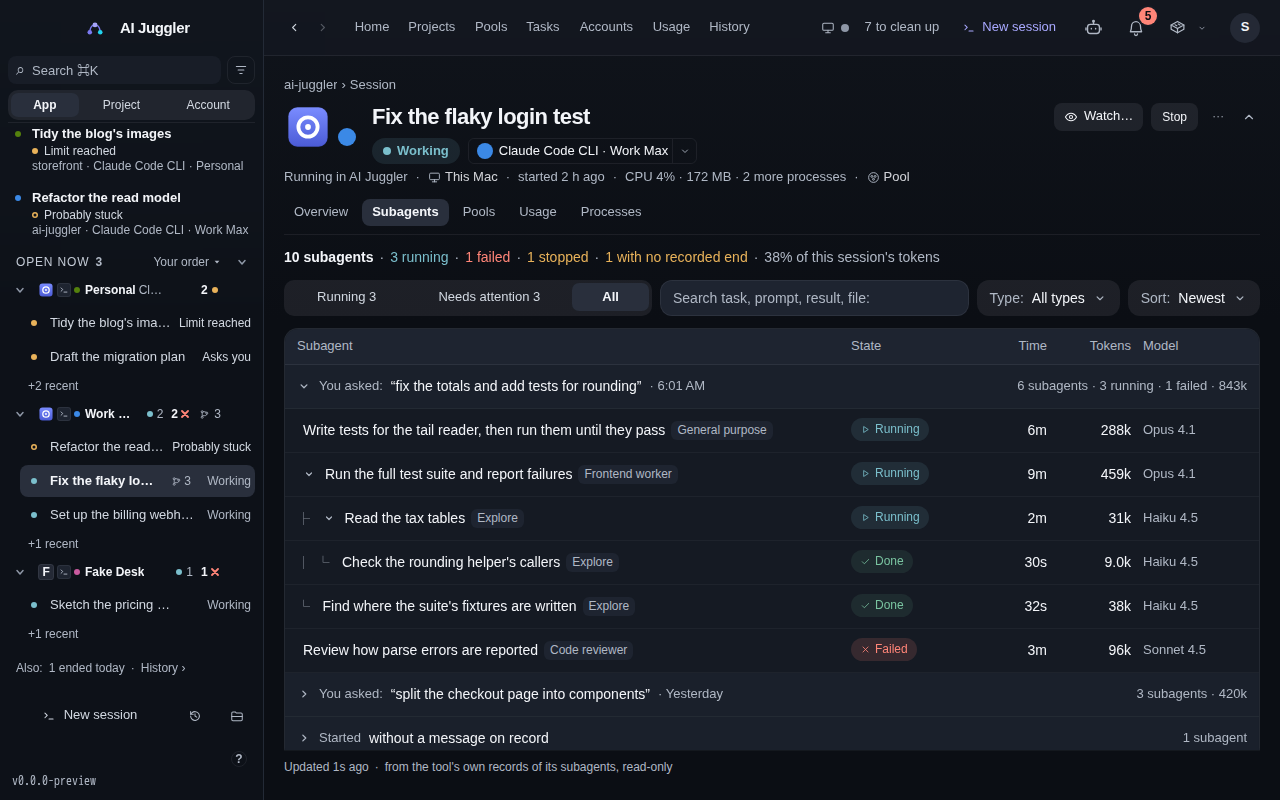 AI Juggler
Search ⌘K
App Project Account
Tidy the blog's images
Limit reached
storefront · Claude Code CLI · Personal
Refactor the read model
Probably stuck
ai-juggler · Claude Code CLI · Work Max
OPEN NOW 3 Your order
Personal Cl… 2
Tidy the blog's ima… Limit reached
Draft the migration plan Asks you
+2 recent
Work … 2 2 3
Refactor the read… Probably stuck
Fix the flaky lo… 3 Working
Set up the billing webh… Working
+1 recent
F Fake Desk 1 1
Sketch the pricing … Working
+1 recent
Also: 1 ended today · History ›
New session
?
v0.0.0-preview
Home Projects Pools Tasks Accounts Usage History
7 to clean up
New session
5
S
ai-juggler › Session
Fix the flaky login test
Watch… Stop ···
Working
Claude Code CLI · Work Max
Running in AI Juggler · This Mac · started 2 h ago · CPU 4% · 172 MB · 2 more processes · Pool
Overview Subagents Pools Usage Processes
10 subagents · 3 running · 1 failed · 1 stopped · 1 with no recorded end · 38% of this session's tokens
Running 3 Needs attention 3 All
Search task, prompt, result, file:
Type: All types
Sort: Newest
Subagent State Time Tokens Model
You asked: “fix the totals and add tests for rounding” · 6:01 AM 6 subagents · 3 running · 1 failed · 843k
Write tests for the tail reader, then run them until they pass General purpose Running 6m 288k Opus 4.1
Run the full test suite and report failures Frontend worker Running 9m 459k Opus 4.1
Read the tax tables Explore Running 2m 31k Haiku 4.5
Check the rounding helper's callers Explore Done 30s 9.0k Haiku 4.5
Find where the suite's fixtures are written Explore Done 32s 38k Haiku 4.5
Review how parse errors are reported Code reviewer Failed 3m 96k Sonnet 4.5
You asked: “split the checkout page into components” · Yesterday 3 subagents · 420k
Started without a message on record 1 subagent
Updated 1s ago · from the tool's own records of its subagents, read-only